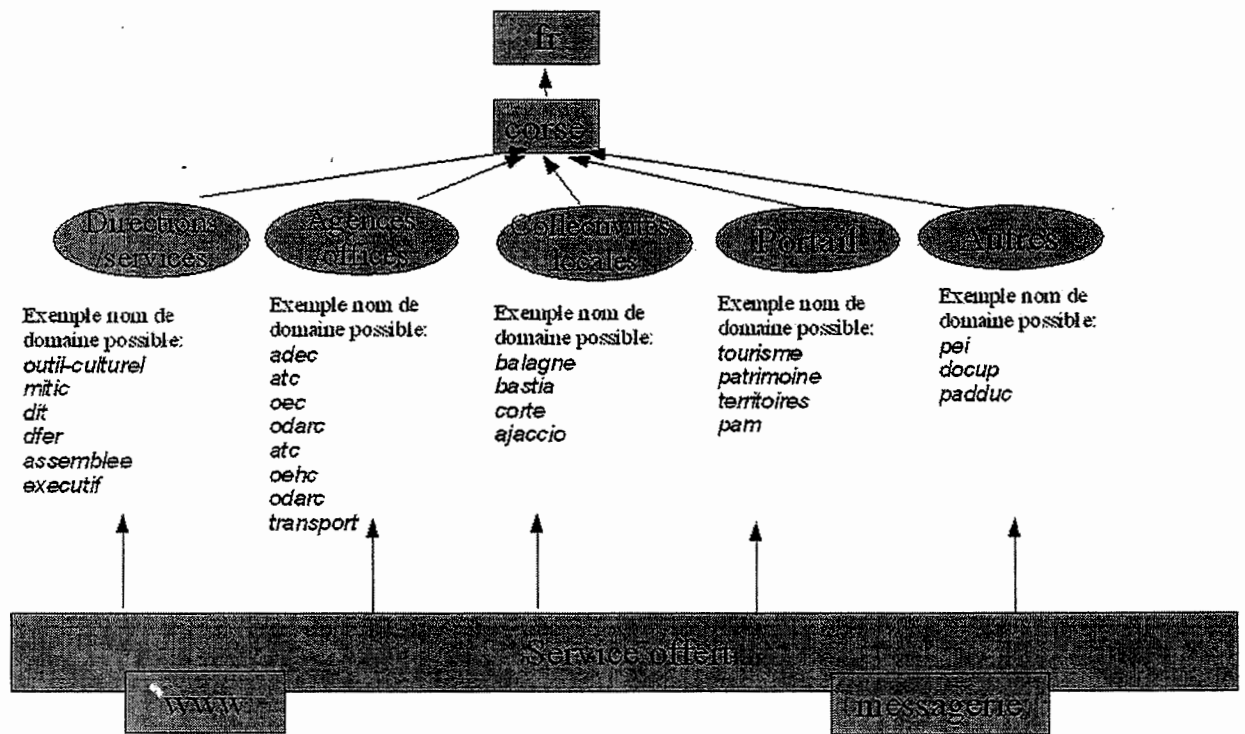 fr
corse
Directions
/services
Agences
/offices
Collectivités
locales
Portail
Autres
Exemple nom de
domaine possible:
outil-culturel
mitic
dit
dfer
assemblee
executif
Exemple nom de
domaine possible:
adec
atc
oec
odarc
atc
oehc
odarc
transport
Exemple nom de
domaine possible:
balagne
bastia
corte
ajaccio
Exemple nom de
domaine possible:
tourisme
patrimoine
territoires
pam
Exemple nom de
domaine possible:
pei
docup
padduc
Service offert
www
messagerie